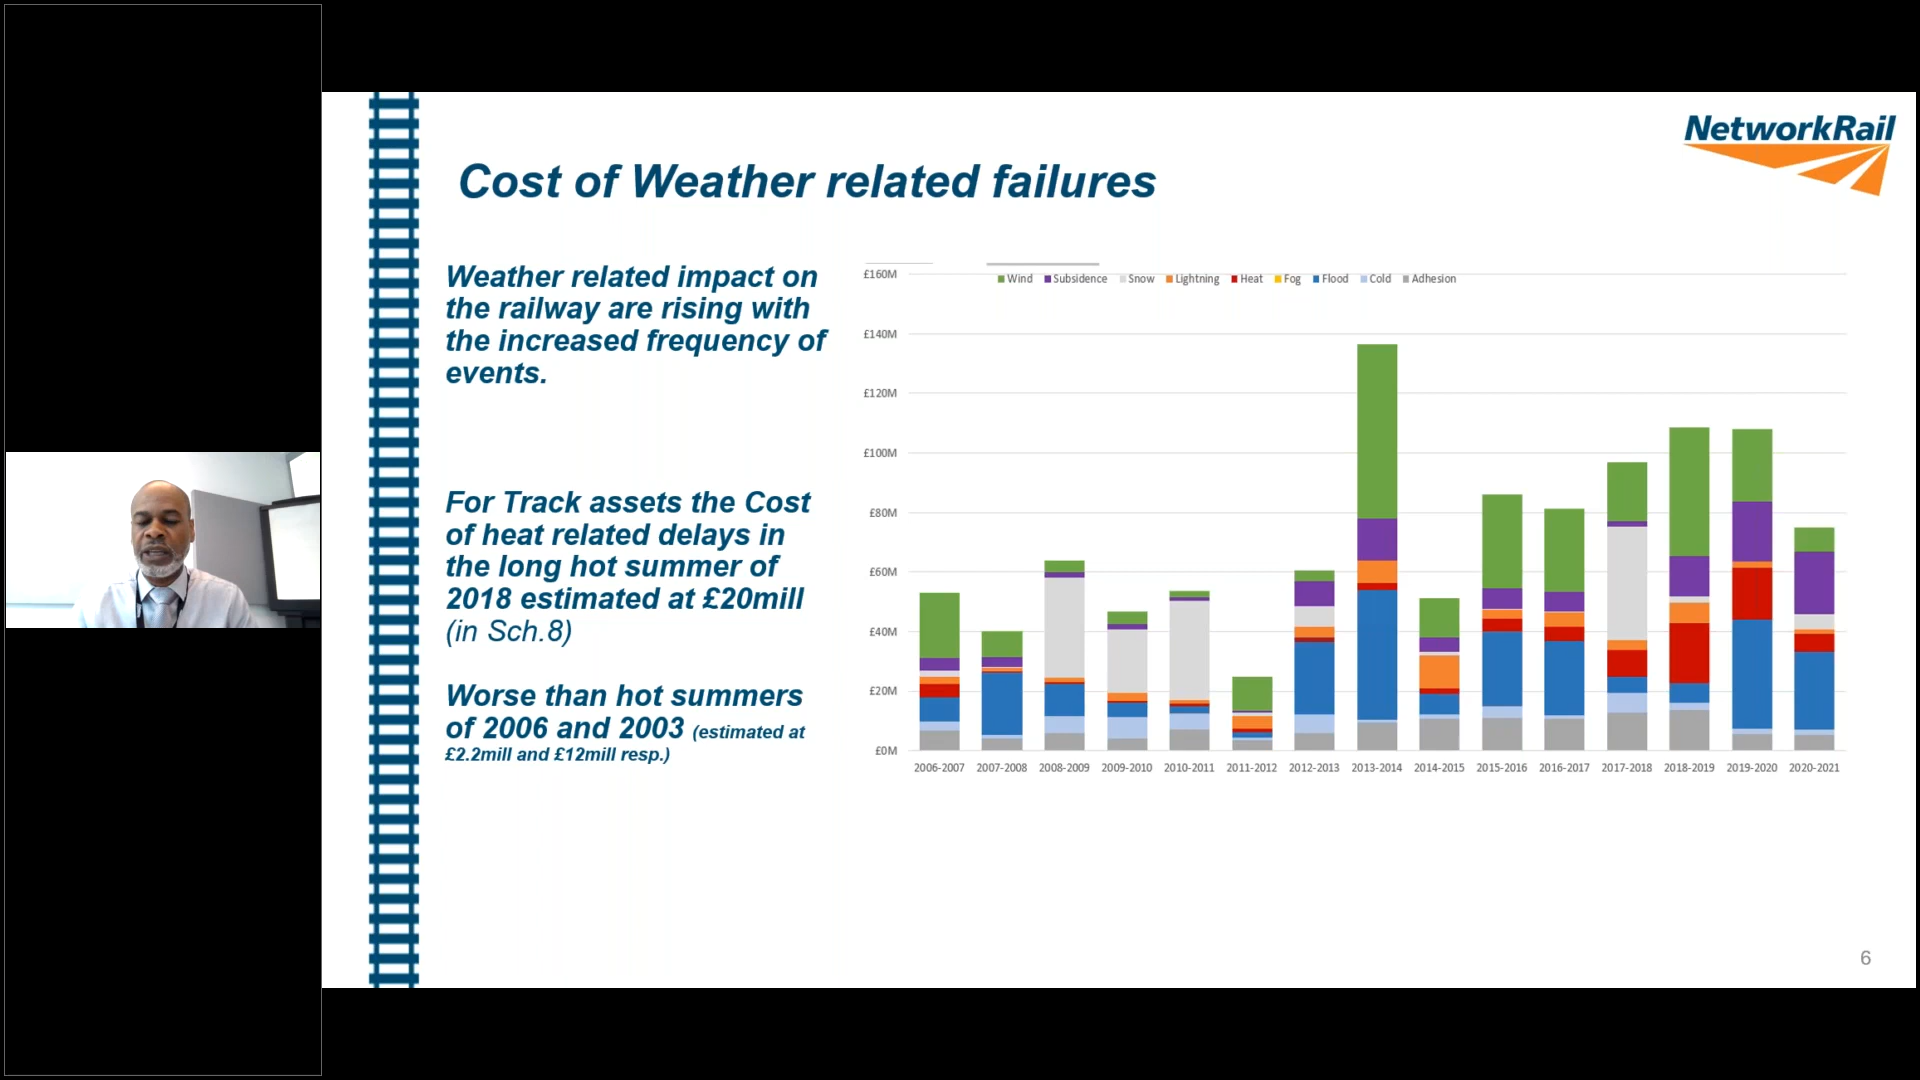 NetworkRail
Cost of Weather related failures
Weather related impact on
the railway are rising with
the increased frequency of
events.
For Track assets the Cost
of heat related delays in
the long hot summer of
2018 estimated at £20mill
(in Sch.8)
Worse than hot summers
of 2006 and 2003 (estimated at
£2.2mill and £12mill resp.)
Wind Subsidence Snow Lightning Heat Fog Flood Cold Adhesion
£160M
£140M
£120M
£100M
£80M
£60M
£40M
£20M
£0M
2006-2007 2007-2008 2008-2009 2009-2010 2010-2011 2011-2012 2012-2013 2013-2014 2014-2015 2015-2016 2016-2017 2017-2018 2018-2019 2019-2020 2020-2021
6